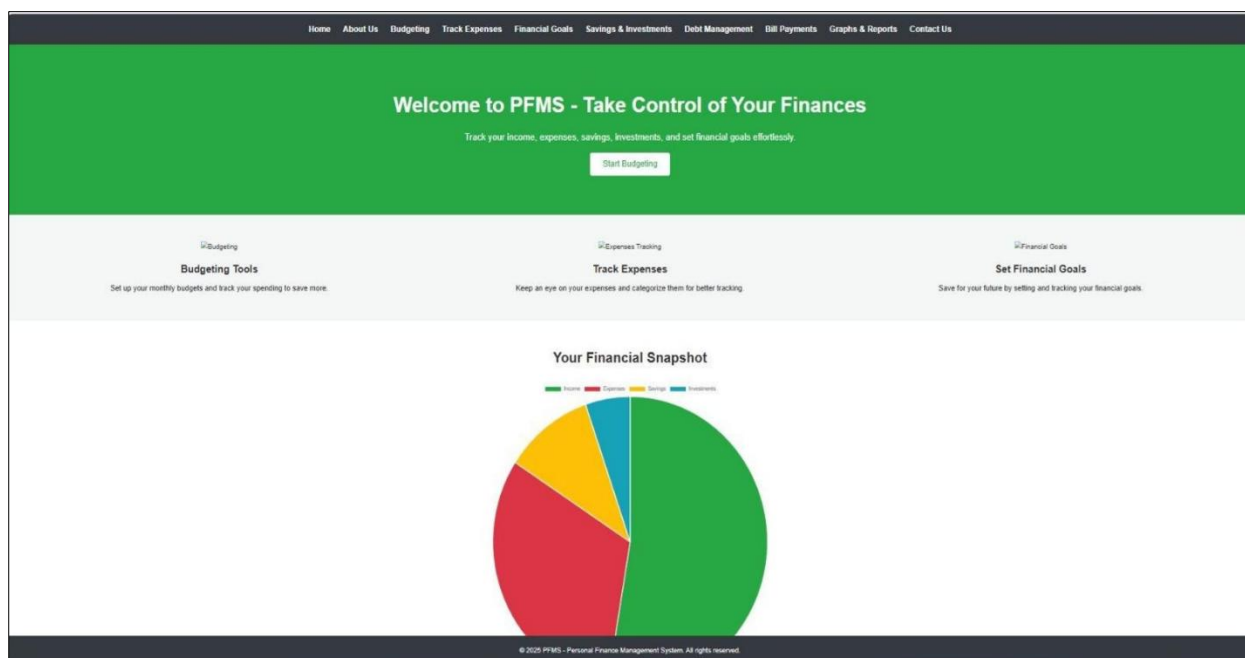 Home About Us Budgeting Track Expenses Financial Goals Savings & Investments Debt Management Bill Payments Graphs & Reports Contact Us
Welcome to PFMS - Take Control of Your Finances
Track your income, expenses, savings, investments, and set financial goals effortlessly.
Start Budgeting
Budgeting
Budgeting Tools
Set up your monthly budgets and track your spending to save more.
Expenses Tracking
Track Expenses
Keep an eye on your expenses and categorize them for better tracking.
Financial Goals
Set Financial Goals
Save for your future by setting and tracking your financial goals.
Your Financial Snapshot
Income Expenses Savings Investments
© 2025 PFMS - Personal Finance Management System. All rights reserved.